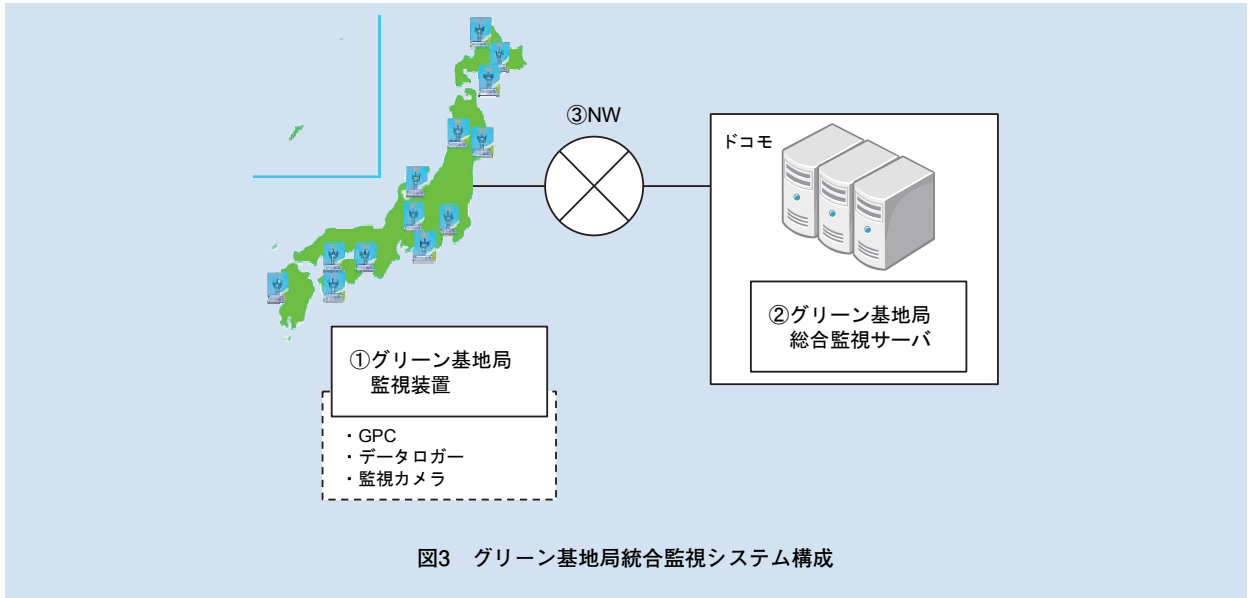 ③NW
ドコモ
②グリーン基地局
総合監視サーバ
①グリーン基地局
監視装置
・GPC
・データロガー
・監視カメラ
図3　グリーン基地局統合監視システム構成